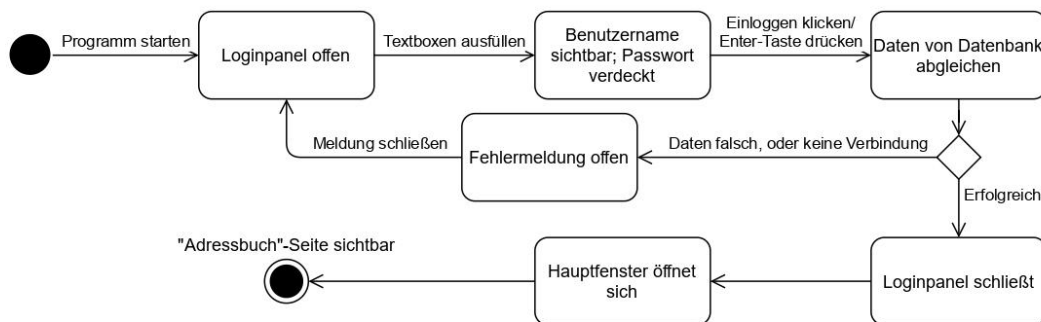 Programm starten
Loginpanel offen
Textboxen ausfüllen
Benutzername
sichtbar; Passwort
verdeckt
Einloggen klicken/
Enter-Taste drücken
Daten von Datenbank
abgleichen
Meldung schließen
Fehlermeldung offen
Daten falsch, oder keine Verbindung
Erfolgreich
"Adressbuch"-Seite sichtbar
Hauptfenster öffnet
sich
Loginpanel schließt